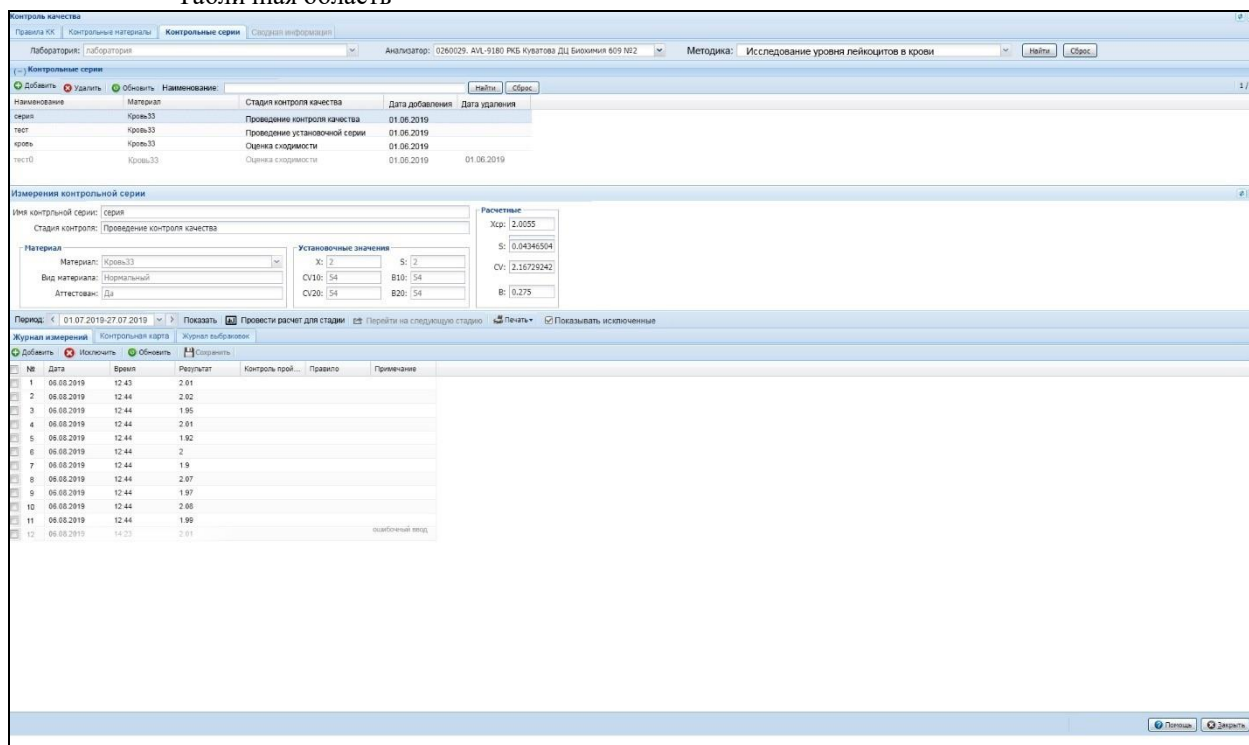 Табличная область
Контроль качества
Правила КК Контрольные материалы Контрольные серии Сводная информация
Лаборатория: лаборатория Анализатор: 0260029. AVL-9180 РКБ Куватова ДЦ Биохимия 609 №2 Методика: Исследование уровня лейкоцитов в крови Найти Сброс
Контрольные серии
Добавить Удалить Обновить Наименование: Найти Сброс 1 /
Наименование Материал Стадия контроля качества Дата добавления Дата удаления
серия Кровь33 Проведение контроля качества 01.06.2019
тест Кровь33 Проведение установочной серии 01.06.2019
кровь Кровь33 Оценка сходимости 01.06.2019
тест0 Кровь33 Оценка сходимости 01.06.2019 01.06.2019
Измерения контрольной серии
Имя контрльной серии: серия
Стадия контроля: Проведение контроля качества
Материал
Материал: Кровь33
Вид материала: Нормальный
Аттестован: Да
Установочные значения
X: 2 S: 2
CV10: 54 B10: 54
CV20: 54 B20: 54
Расчетные
Xср: 2.0055
S: 0.04346504
CV: 2.16729242
B: 0.275
Период: 01.07.2019-27.07.2019 Показать Провести расчет для стадии Перейти на следующую стадию Печать Показывать исключенные
Журнал измерений Контрольная карта Журнал выбраковок
Добавить Исключить Обновить Сохранить
№ Дата Время Результат Контроль прой... Правило Примечание
1 06.08.2019 12:43 2.01
2 06.08.2019 12:44 2.02
3 06.08.2019 12:44 1.95
4 06.08.2019 12:44 2.01
5 06.08.2019 12:44 1.92
6 06.08.2019 12:44 2
7 06.08.2019 12:44 1.9
8 06.08.2019 12:44 2.07
9 06.08.2019 12:44 1.97
10 06.08.2019 12:44 2.08
11 06.08.2019 12:44 1.99
12 06.08.2019 14:23 2.01 ошибочный ввод
Помощь Закрыть